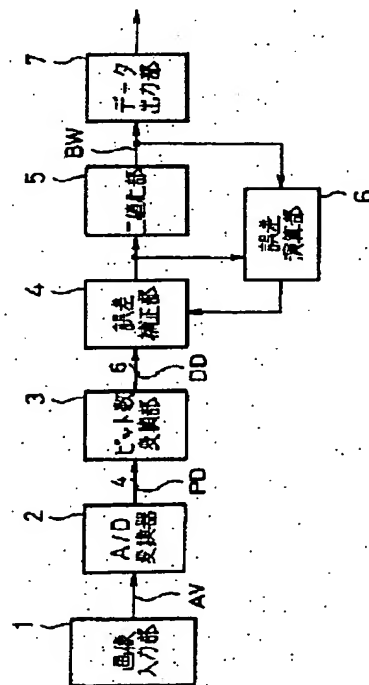 1
画像
入力部
AV
2
A/D
変換器
4
PD
3
ビット数
変換部
6
DD
4
誤差
補正部
5
二値化部
BW
6
誤差
演算部
7
データ
出力部